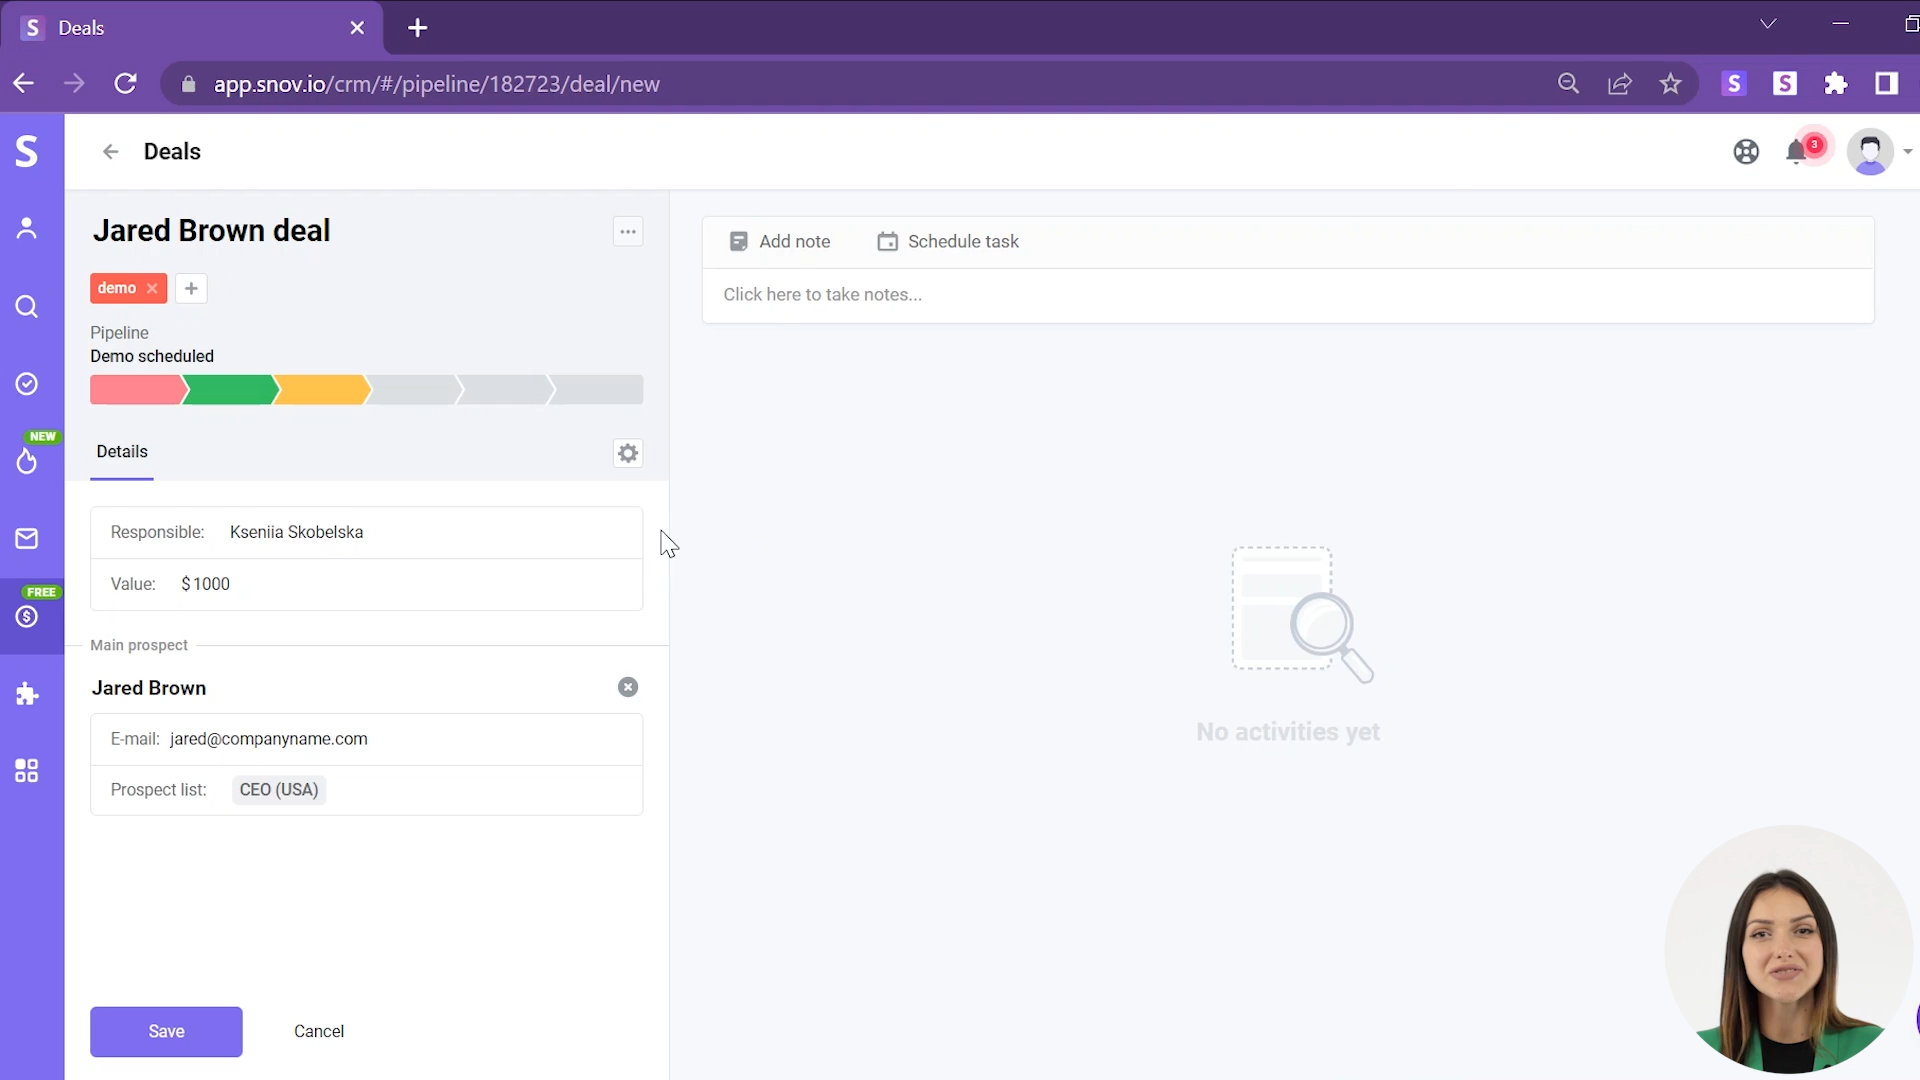 S Deals
app.snov.io/crm/#/pipeline/182723/deal/new
S S
S
Deals
3
Jared Brown deal
demo
Pipeline
Demo scheduled
Details
Add note Schedule task
Click here to take notes...
NEW
FREE
Responsible: Kseniia Skobelska
Value: $1000
Main prospect
Jared Brown
E-mail: jared@companyname.com
Prospect list: CEO (USA)
No activities yet
Save Cancel